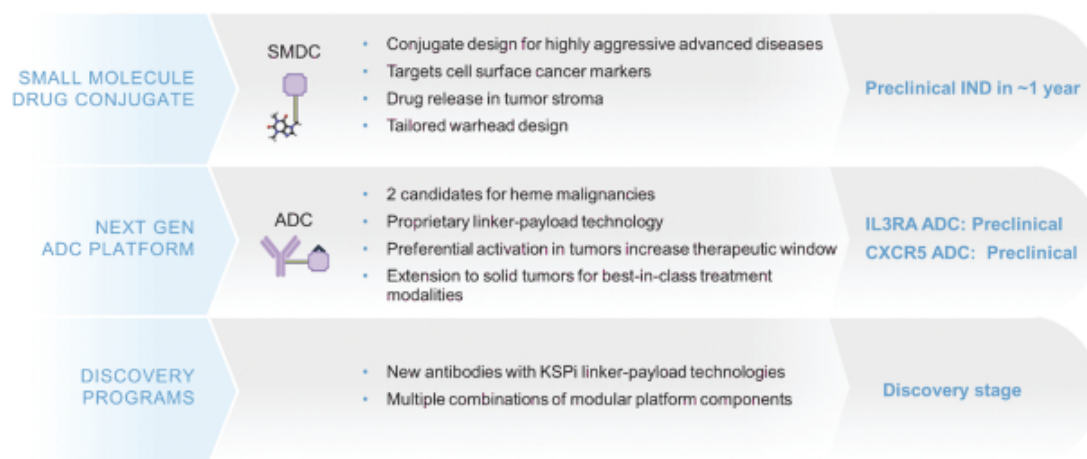 SMALL MOLECULE
DRUG CONJUGATE
SMDC
• Conjugate design for highly aggressive advanced diseases
• Targets cell surface cancer markers
• Drug release in tumor stroma
• Tailored warhead design
Preclinical IND in ~1 year
NEXT GEN
ADC PLATFORM
ADC
• 2 candidates for heme malignancies
• Proprietary linker-payload technology
• Preferential activation in tumors increase therapeutic window
• Extension to solid tumors for best-in-class treatment
modalities
IL3RA ADC: Preclinical
CXCR5 ADC: Preclinical
DISCOVERY
PROGRAMS
• New antibodies with KSPi linker-payload technologies
• Multiple combinations of modular platform components
Discovery stage